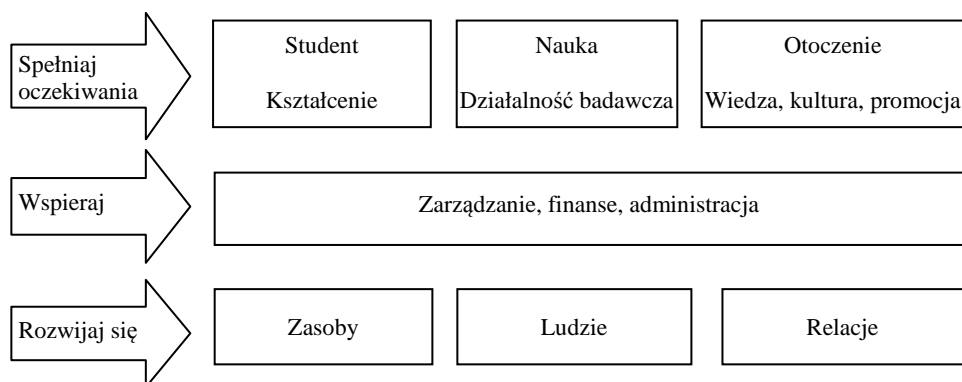 Spełniaj
oczekiwania
Student
Kształcenie
Nauka
Działalność badawcza
Otoczenie
Wiedza, kultura, promocja
Wspieraj
Zarządzanie, finanse, administracja
Rozwijaj się
Zasoby
Ludzie
Relacje